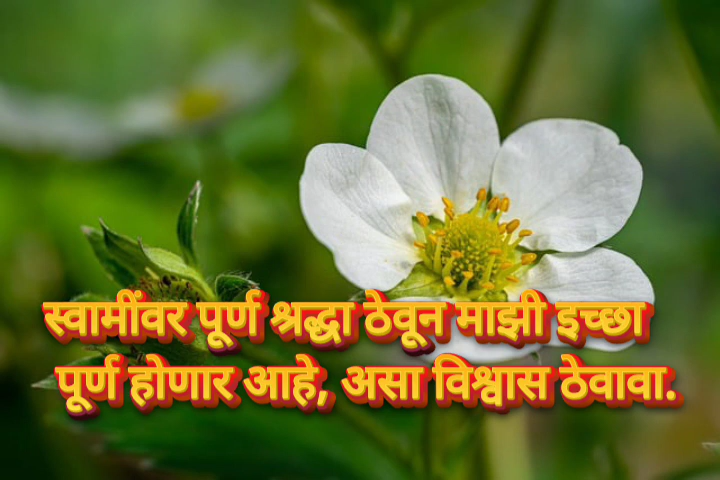 स्वामींवर पूर्ण श्रद्धा ठेवून माझी इच्छा
पूर्ण होणार आहे, असा विश्वास ठेवावा.